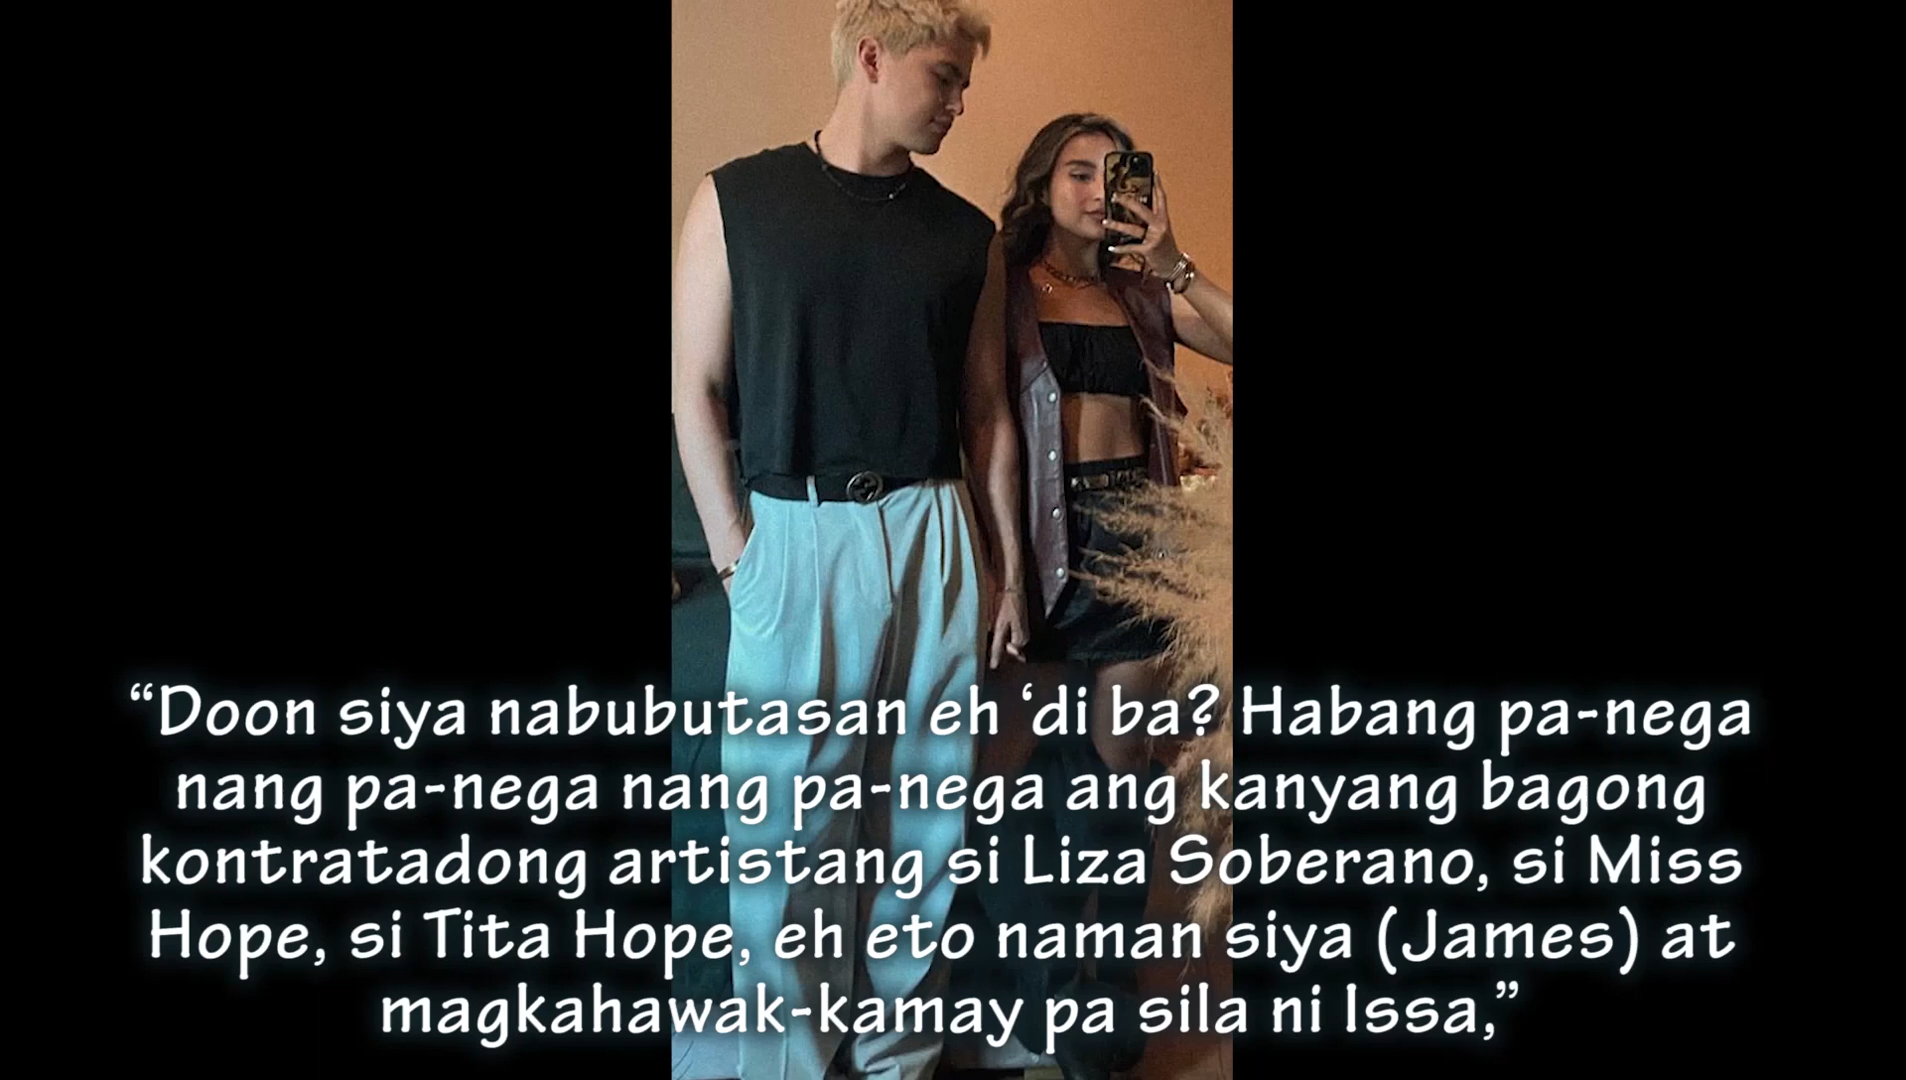 “Doon siya nabubutasan eh ‘di ba? Habang pa-nega
nang pa-nega nang pa-nega ang kanyang bagong
kontratadong artistang si Liza Soberano, si Miss
Hope, si Tita Hope, eh eto naman siya (James) at
magkahawak-kamay pa sila ni Issa,”